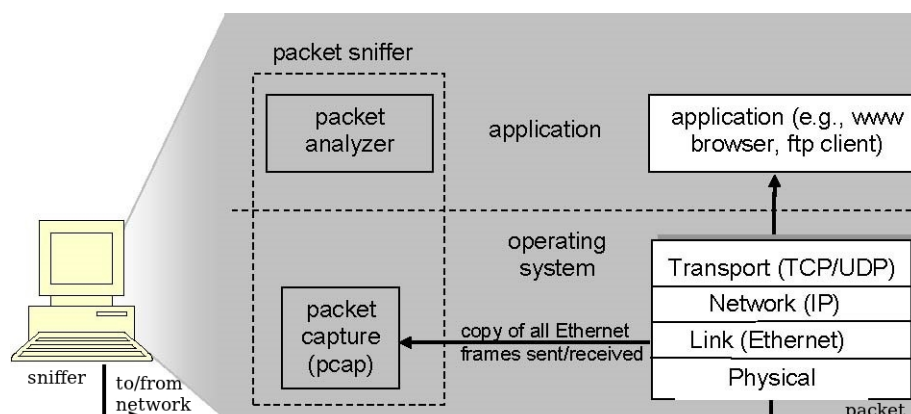 packet sniffer
packet
analyzer
application
application (e.g., www
browser, ftp client)
operating
system
packet
capture
(pcap)
copy of all Ethernet
frames sent/received
Transport (TCP/UDP)
Network (IP)
Link (Ethernet)
Physical
sniffer
to/from
network
packet